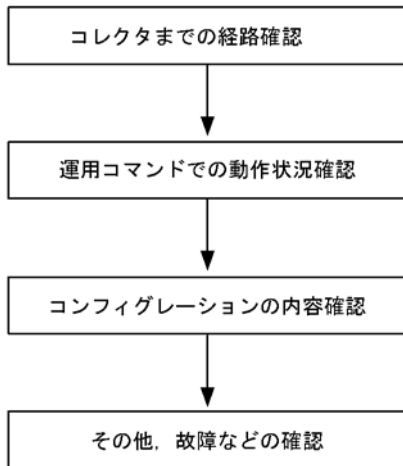 コレクタまでの経路確認
運用コマンドでの動作状況確認
コンフィグレーションの内容確認
その他，故障などの確認